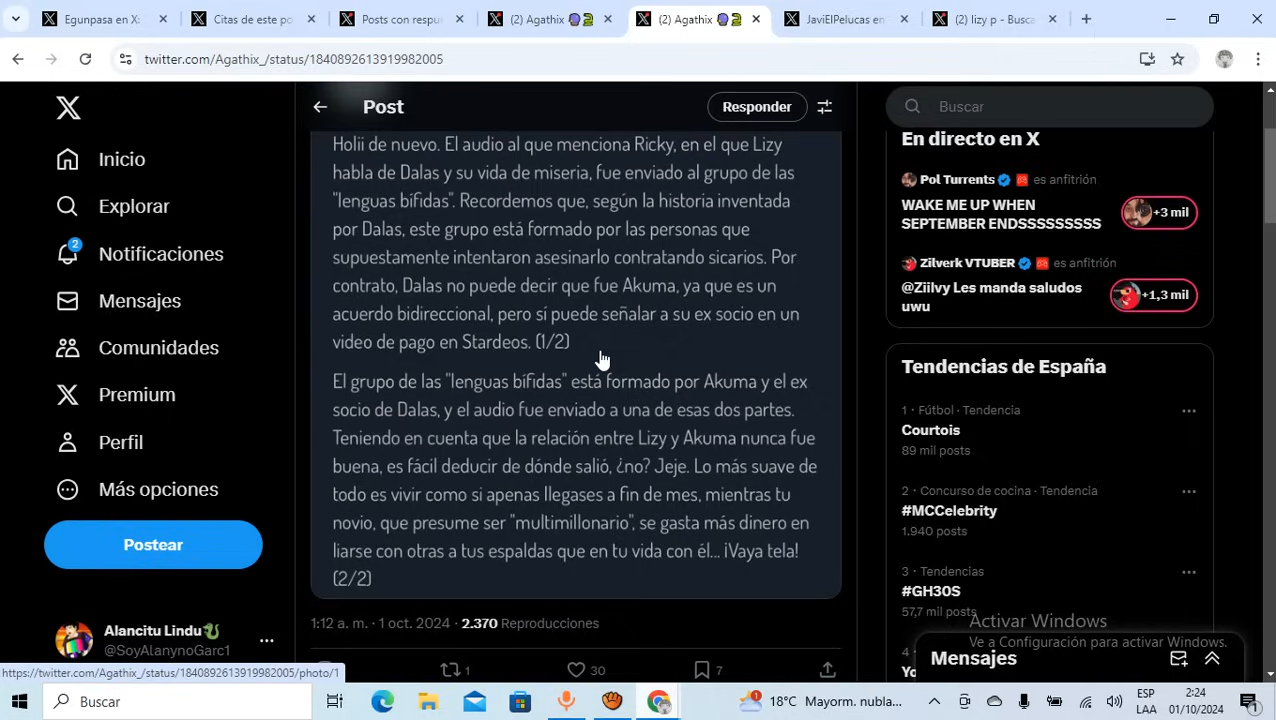 Egunpasa en X:
Citas de este po
Posts con respu
(2) Agathix
(2) Agathix
JaviElPelucas en
(2) lizy p - Busca
twitter.com/Agathix_/status/1840892613919982005
Inicio
Explorar
2
Notificaciones
Mensajes
Comunidades
Premium
Perfil
Más opciones
Postear
Alancitu Lindu
@SoyAlanynoGarc1
Post
Responder
Holii de nuevo. El audio al que menciona Ricky, en el que Lizy
habla de Dalas y su vida de miseria, fue enviado al grupo de las
"lenguas bífidas". Recordemos que, según la historia inventada
por Dalas, este grupo está formado por las personas que
supuestamente intentaron asesinarlo contratando sicarios. Por
contrato, Dalas no puede decir que fue Akuma, ya que es un
acuerdo bidireccional, pero sí puede señalar a su ex socio en un
video de pago en Stardeos. (1/2)
El grupo de las "lenguas bífidas" está formado por Akuma y el ex
socio de Dalas, y el audio fue enviado a una de esas dos partes.
Teniendo en cuenta que la relación entre Lizy y Akuma nunca fue
buena, es fácil deducir de dónde salió, ¿no? Jeje. Lo más suave de
todo es vivir como si apenas llegases a fin de mes, mientras tu
novio, que presume ser "multimillonario", se gasta más dinero en
liarse con otras a tus espaldas que en tu vida con él... ¡Vaya tela!
(2/2)
1:12 a. m. · 1 oct. 2024 · 2.370 Reproducciones
1
30
7
Buscar
En directo en X
Pol Turrents es anfitrión
WAKE ME UP WHEN
SEPTEMBER ENDSSSSSSSSS
+3 mil
Zilverk VTUBER es anfitrión
@Ziilvy Les manda saludos
uwu
+1,3 mil
Tendencias de España
1 · Fútbol · Tendencia
Courtois
89 mil posts
2 · Concurso de cocina · Tendencia
#MCCelebrity
1.940 posts
3 · Tendencias
#GH30S
57,7 mil posts
4
Yo
Activar Windows
Ve a Configuración para activar Windows.
Mensajes
https://twitter.com/Agathix_/status/1840892613919982005/photo/1
Buscar
1
18°C Mayorm. nubla...
ESP
LAA
2:24
01/10/2024
1